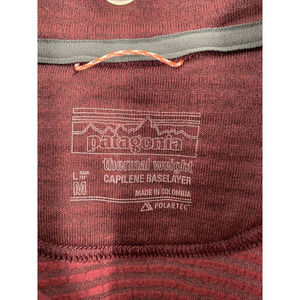 patagonia
thermal weight
CAPILENE BASELAYER
M
MADE IN COLOMBIA
POLARTEC